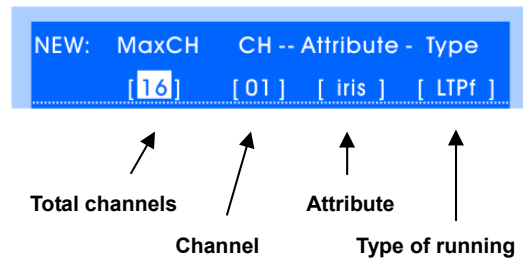 NEW: MaxCH CH -- Attribute - Type
[16] [01] [ iris ] [ LTPf ]
Total channels Attribute
Channel Type of running